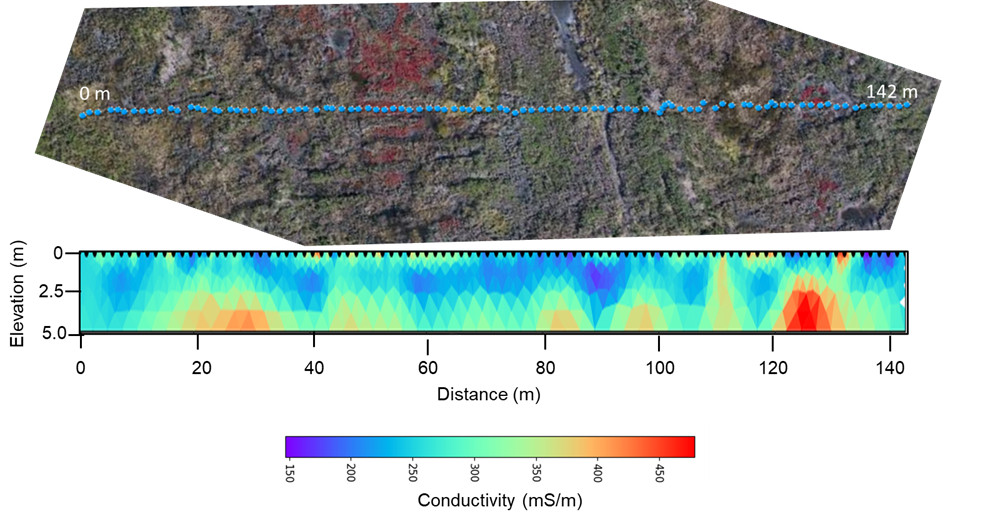 0 m
142 m
Elevation (m)
0
2.5
5.0
0 20 40 60 80 100 120 140
Distance (m)
150 200 250 300 350 400 450
Conductivity (mS/m)